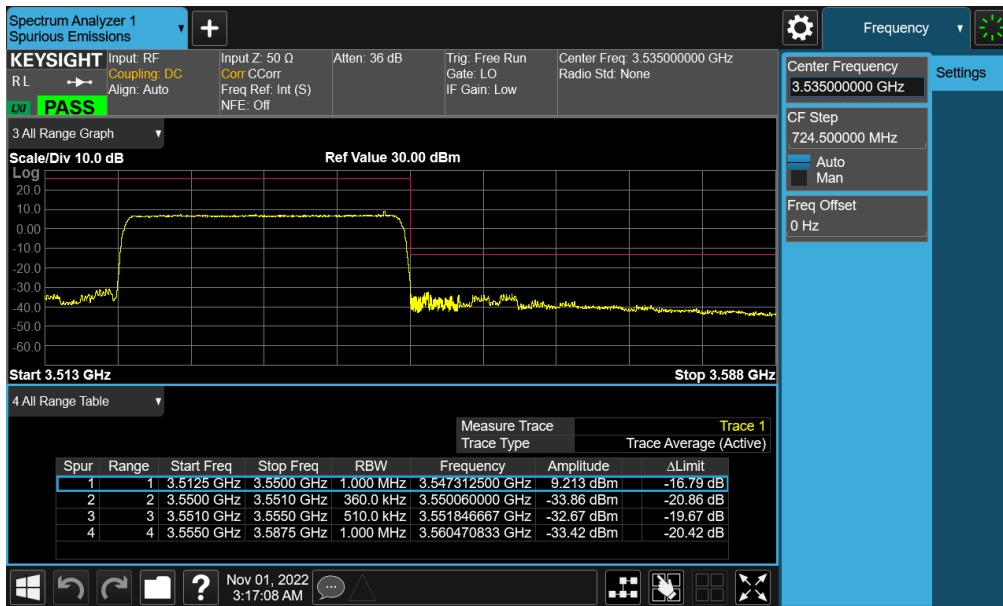 Spectrum Analyzer 1
Spurious Emissions
Frequency
KEYSIGHT
R L
LXI
PASS
Input: RF
Coupling: DC
Align: Auto
Input Z: 50 Ω
Corr CCorr
Freq Ref: Int (S)
NFE: Off
Atten: 36 dB
Trig: Free Run
Gate: LO
IF Gain: Low
Center Freq: 3.535000000 GHz
Radio Std: None
Center Frequency
3.535000000 GHz
Settings
CF Step
724.500000 MHz
Auto
Man
Freq Offset
0 Hz
3 All Range Graph
Scale/Div 10.0 dB
Ref Value 30.00 dBm
Log
20.0
10.0
0.00
-10.0
-20.0
-30.0
-40.0
-50.0
-60.0
Start 3.513 GHz
Stop 3.588 GHz
4 All Range Table
Measure Trace Trace 1
Trace Type Trace Average (Active)
Spur Range Start Freq Stop Freq RBW Frequency Amplitude ΔLimit
1 1 3.5125 GHz 3.5500 GHz 1.000 MHz 3.547312500 GHz 9.213 dBm -16.79 dB
2 2 3.5500 GHz 3.5510 GHz 360.0 kHz 3.550060000 GHz -33.86 dBm -20.86 dB
3 3 3.5510 GHz 3.5550 GHz 510.0 kHz 3.551846667 GHz -32.67 dBm -19.67 dB
4 4 3.5550 GHz 3.5875 GHz 1.000 MHz 3.560470833 GHz -33.42 dBm -20.42 dB
Nov 01, 2022
3:17:08 AM